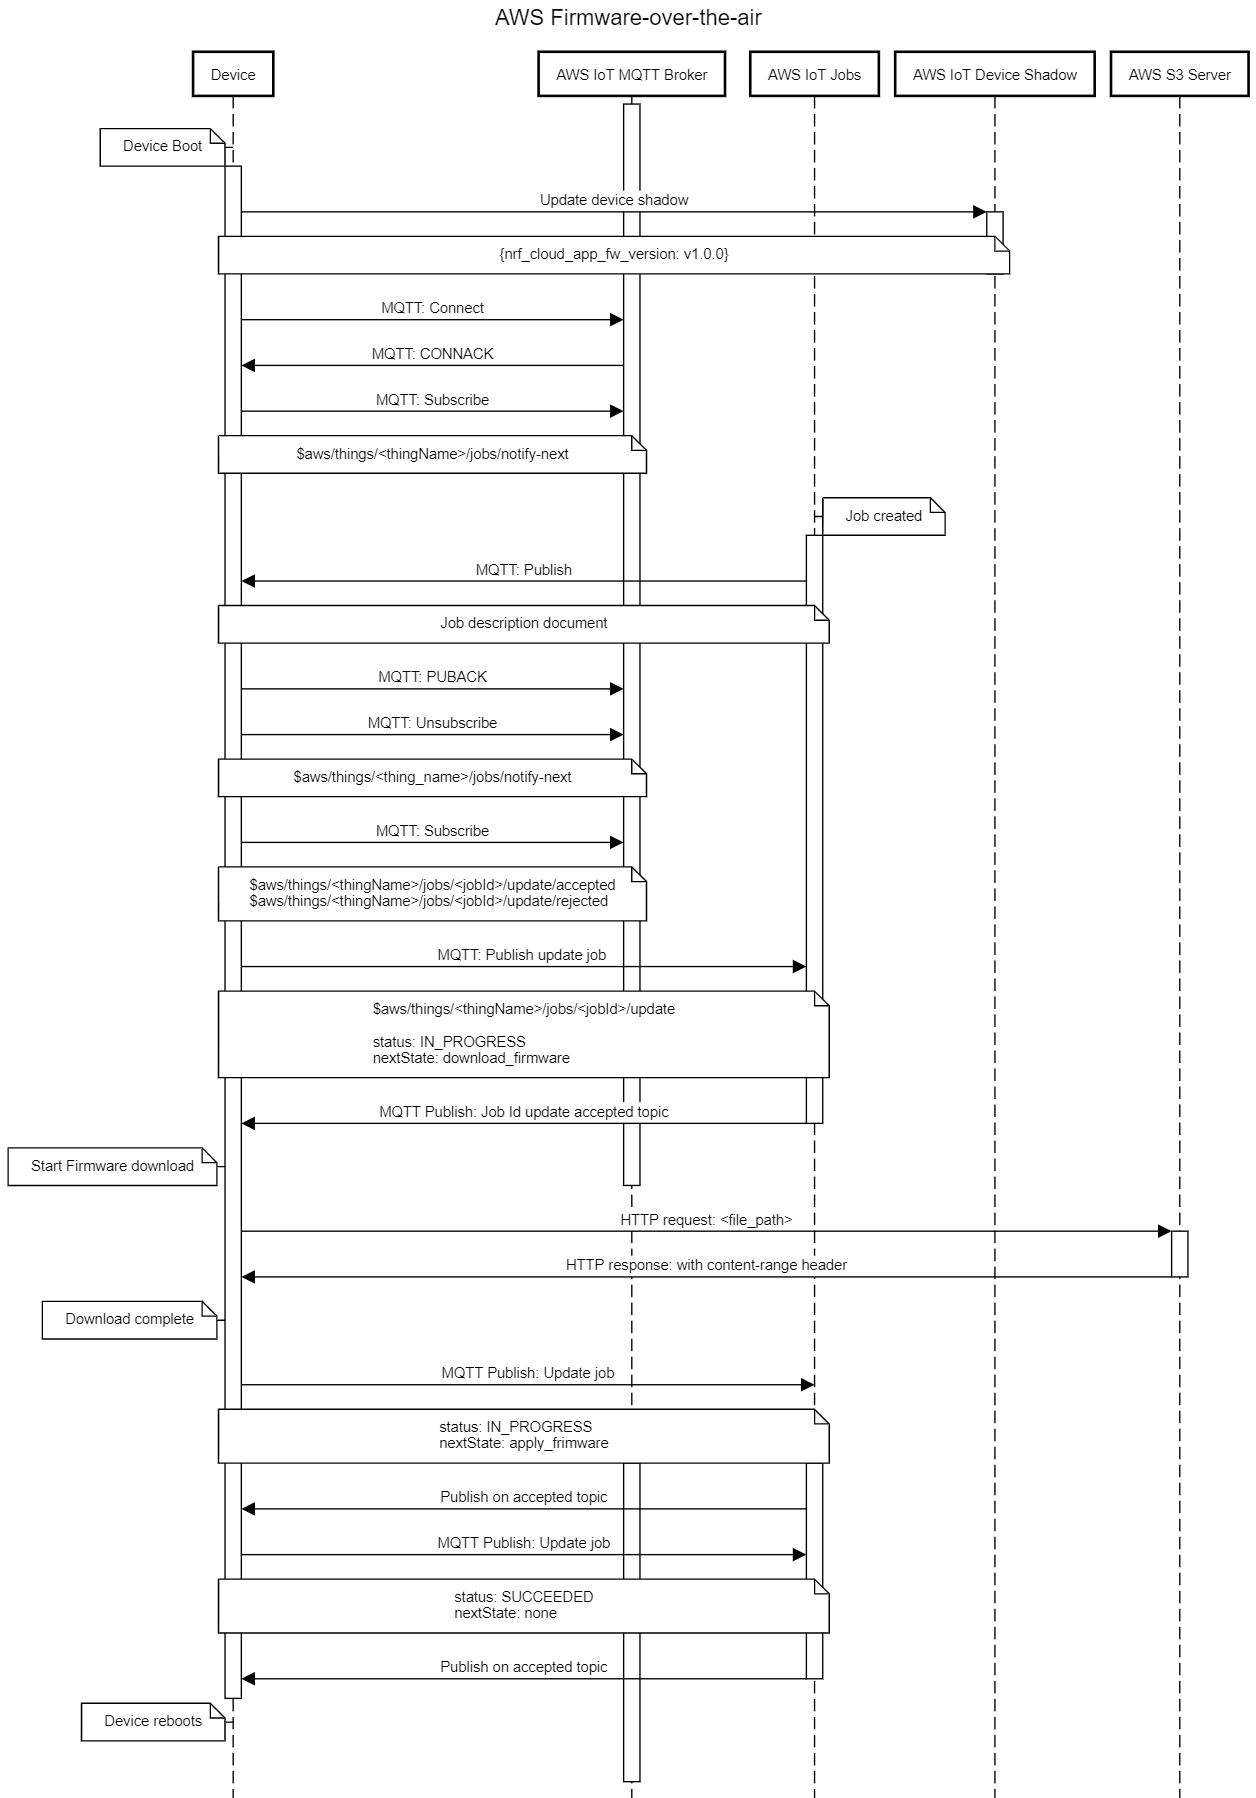 AWS Firmware-over-the-air
Device
AWS IoT MQTT Broker
AWS IoT Jobs
AWS IoT Device Shadow
AWS S3 Server
Device Boot
Update device shadow
{nrf_cloud_app_fw_version: v1.0.0}
MQTT: Connect
MQTT: CONNACK
MQTT: Subscribe
$aws/things/<thingName>/jobs/notify-next
Job created
MQTT: Publish
Job description document
MQTT: PUBACK
MQTT: Unsubscribe
$aws/things/<thing_name>/jobs/notify-next
MQTT: Subscribe
$aws/things/<thingName>/jobs/<jobId>/update/accepted
$aws/things/<thingName>/jobs/<jobId>/update/rejected
MQTT: Publish update job
$aws/things/<thingName>/jobs/<jobId>/update
status: IN_PROGRESS
nextState: download_firmware
MQTT Publish: Job Id update accepted topic
Start Firmware download
HTTP request: <file_path>
HTTP response: with content-range header
Download complete
MQTT Publish: Update job
status: IN_PROGRESS
nextState: apply_frimware
Publish on accepted topic
MQTT Publish: Update job
status: SUCCEEDED
nextState: none
Publish on accepted topic
Device reboots